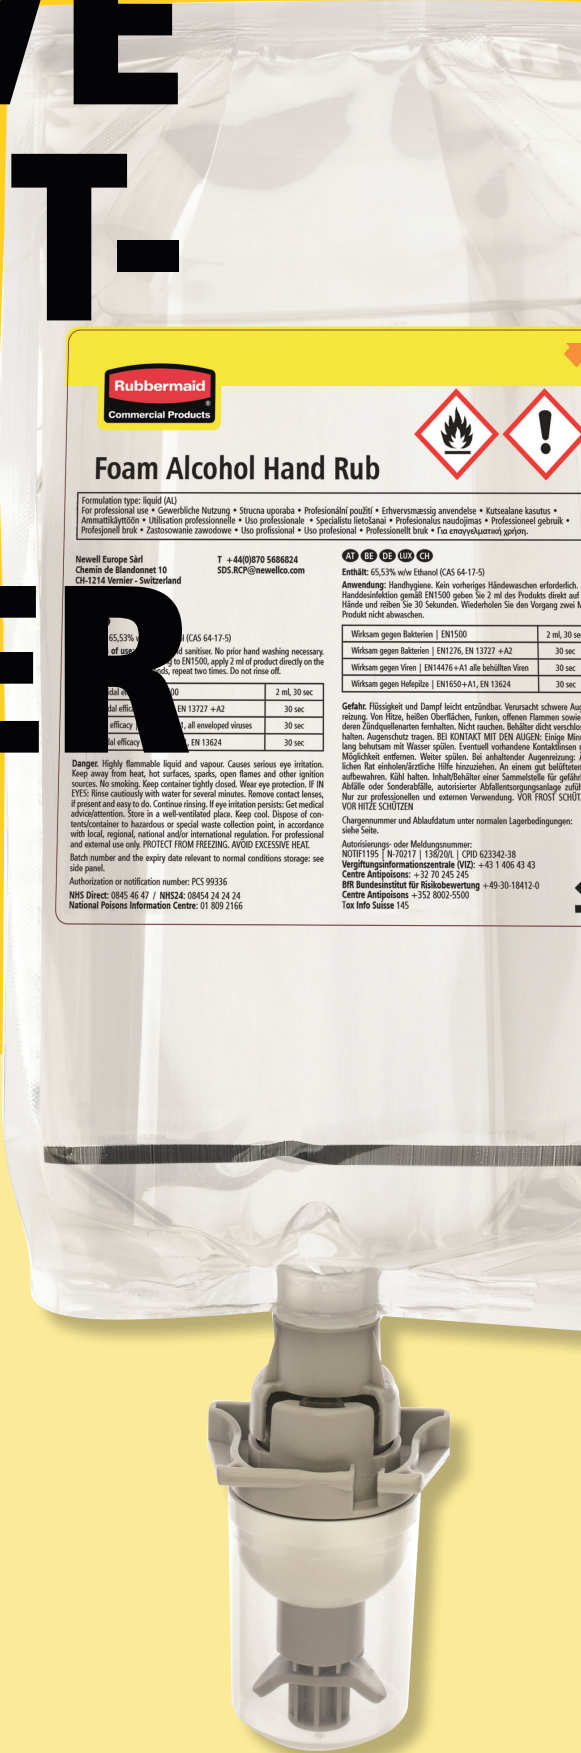 VE
T-
ER
Rubbermaid
®
Commercial Products
Foam Alcohol Hand Rub
Formulation type: liquid (AL)
For professional use • Gewerbliche Nutzung • Strucna uporaba • Profesionální použití • Erhvervsmæssig anvendelse • Kutsealane kasutus •
Ammattikäyttöön • Utilisation professionnelle • Uso professionale • Specialistu lietošanai • Profesionalus naudojimas • Professioneel gebruik •
Profesjonell bruk • Zastosowanie zawodowe • Uso profissional • Uso profesional • Professionellt bruk • Για επαγγελματική χρήση.
Newell Europe Sàrl
Chemin de Blandonnet 10
CH-1214 Vernier - Switzerland
T +44(0)870 5686824
SDS.RCP@newellco.com
65,53% (CAS 64-17-5)
of use: d sanitiser. No prior hand washing necessary.
g to EN1500, apply 2 ml of product directly on the
nds, repeat two times. Do not rinse off.
00 2 ml, 30 sec
EN 13727 +A2 30 sec
efficacy 1, all enveloped viruses 30 sec
efficacy , EN 13624 30 sec
Danger. Highly flammable liquid and vapour. Causes serious eye irritation.
Keep away from heat, hot surfaces, sparks, open flames and other ignition
sources. No smoking. Keep container tightly closed. Wear eye protection. IF IN
EYES: Rinse cautiously with water for several minutes. Remove contact lenses,
if present and easy to do. Continue rinsing. If eye irritation persists: Get medical
advice/attention. Store in a well-ventilated place. Keep cool. Dispose of con-
tents/container to hazardous or special waste collection point, in accordance
with local, regional, national and/or international regulation. For professional
and external use only. PROTECT FROM FREEZING. AVOID EXCESSIVE HEAT.
Batch number and the expiry date relevant to normal conditions storage: see
side panel.
Authorization or notification number: PCS 99336
NHS Direct: 0845 46 47 / NHS24: 08454 24 24 24
National Poisons Information Centre: 01 809 2166
AT BE DE LUX CH
Enthält: 65,53% w/w Ethanol (CAS 64-17-5)
Anwendung: Handhygiene. Kein vorheriges Händewaschen erforderlich.
Handdesinfektion gemäß EN1500 geben Sie 2 ml des Produkts direkt auf
Hände und reiben Sie 30 Sekunden. Wiederholen Sie den Vorgang zwei M
Produkt nicht abwaschen.
Wirksam gegen Bakterien | EN1500 2 ml, 30 se
Wirksam gegen Bakterien | EN1276, EN 13727 +A2 30 sec
Wirksam gegen Viren | EN14476+A1 alle behüllten Viren 30 sec
Wirksam gegen Hefepilze | EN1650+A1, EN 13624 30 sec
Gefahr. Flüssigkeit und Dampf leicht entzündbar. Verursacht schwere Aug
reizung. Von Hitze, heißen Oberflächen, Funken, offenen Flammen sowie
deren Zündquellenarten fernhalten. Nicht rauchen. Behälter dicht verschlos
halten. Augenschutz tragen. BEI KONTAKT MIT DEN AUGEN: Einige Minu
lang behutsam mit Wasser spülen. Eventuell vorhandene Kontaktlinsen
Möglichkeit entfernen. Weiter spülen. Bei anhaltender Augenreizung: Ä
lichen Rat einholen/ärztliche Hilfe hinzuziehen. An einem gut belüfteten
aufbewahren. Kühl halten. Inhalt/Behälter einer Sammelstelle für gefähr
Abfälle oder Sonderabfälle, autorisierter Abfallentsorgungsanlage zufüh
Nur zur professionellen und externen Verwendung. VOR FROST SCHÜT
VOR HITZE SCHÜTZEN
Chargennummer und Ablaufdatum unter normalen Lagerbedingungen:
siehe Seite.
Autorisierungs- oder Meldungsnummer:
NOTIF1195 | N-70217 | 138/20/L | CPID 623342-38
Vergiftungsinformationszentrale (VIZ): +43 1 406 43 43
Centre Antipoisons: +32 70 245 245
BfR Bundesinstitut für Risikobewertung +49-30-18412-0
Centre Antipoisons +352 8002-5500
Tox Info Suisse 145